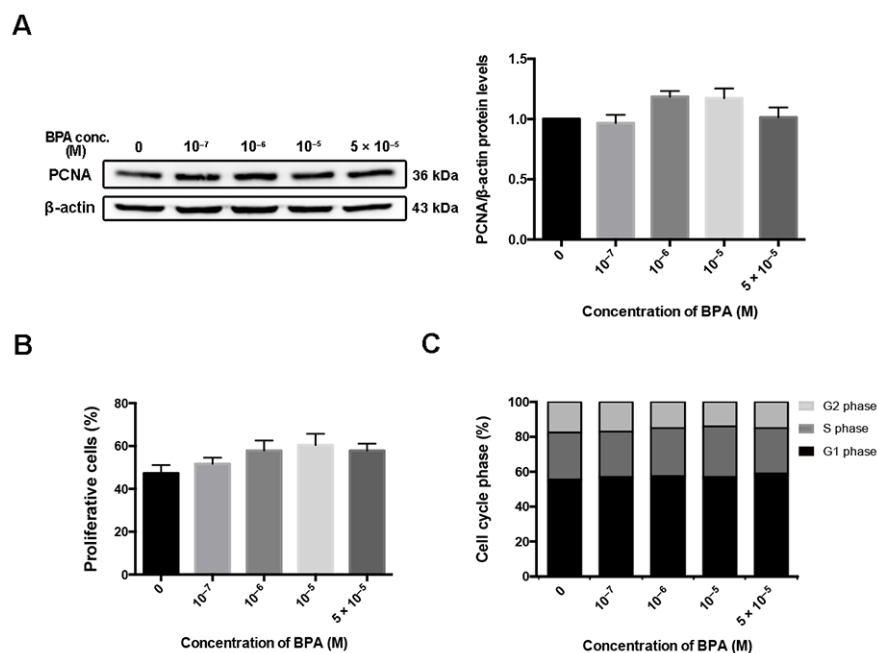 A
BPA conc.
(M)
0 10⁻⁷ 10⁻⁶ 10⁻⁵ 5 × 10⁻⁵
PCNA 36 kDa
β-actin 43 kDa
PCNA/β-actin protein levels
1.5
1.0
0.5
0.0
0 10⁻⁷ 10⁻⁶ 10⁻⁵ 5 × 10⁻⁵
Concentration of BPA (M)
B
Proliferative cells (%)
80
60
40
20
0
0 10⁻⁷ 10⁻⁶ 10⁻⁵ 5 × 10⁻⁵
Concentration of BPA (M)
C
Cell cycle phase (%)
100
80
60
40
20
0
0 10⁻⁷ 10⁻⁶ 10⁻⁵ 5 × 10⁻⁵
Concentration of BPA (M)
G2 phase
S phase
G1 phase